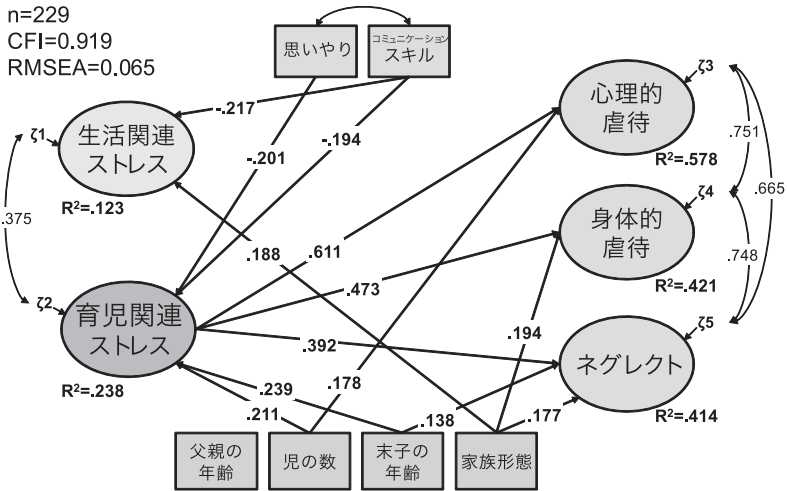 n=229
CFI=0.919
RMSEA=0.065
思いやり
コミュニケーション
スキル
ζ1
生活関連
ストレス
R²=.123
-.217
-.201
-.194
ζ3
心理的
虐待
R²=.578
.751
.665
ζ4
身体的
虐待
R²=.421
.748
.375
.188
.611
.473
.392
.194
ζ2
育児関連
ストレス
R²=.238
ζ5
ネグレクト
R²=.414
.239
.211
.178
.138
.177
父親の
年齢
児の数
末子の
年齢
家族形態